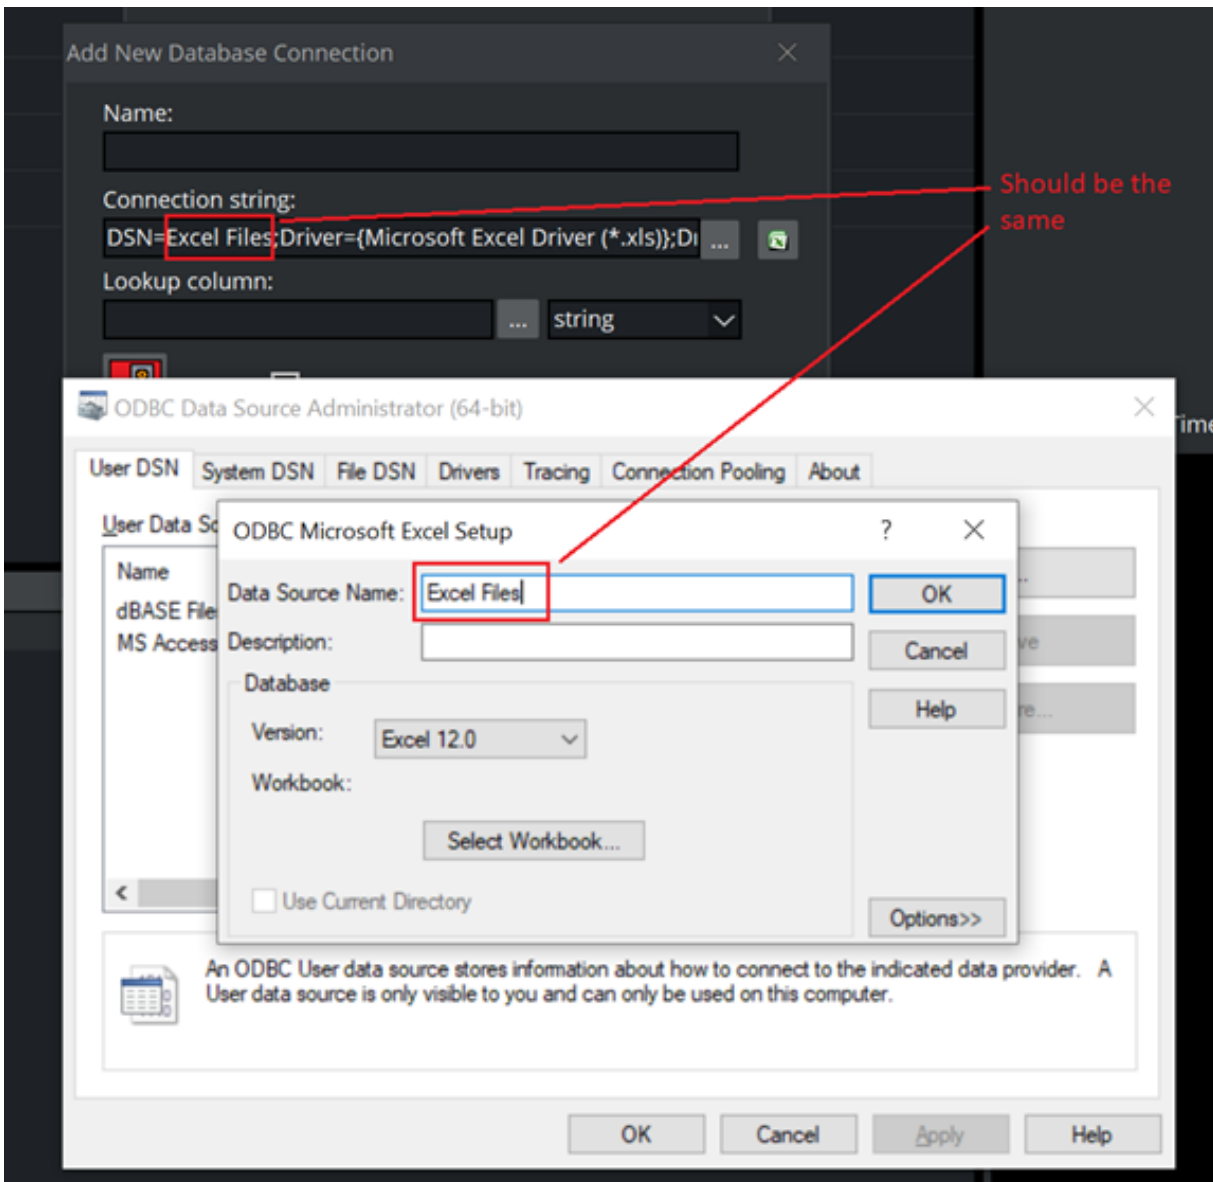 Add New Database Connection
Name:
Connection string:
Should be the
same
DSN=Excel Files;Driver={Microsoft Excel Driver (*.xls)};Dr
...
Lookup column:
...
string
ODBC Data Source Administrator (64-bit)
User DSN
System DSN
File DSN
Drivers
Tracing
Connection Pooling
About
User Data
ODBC Microsoft Excel Setup
?
Name
Data Source Name:
Excel Files
OK
dBASE File
MS Access
Description:
Cancel
Database
Help
Version:
Excel 12.0
Workbook:
Select Workbook...
Use Current Directory
Options>>
An ODBC User data source stores information about how to connect to the indicated data provider. A
User data source is only visible to you and can only be used on this computer.
OK
Cancel
Apply
Help